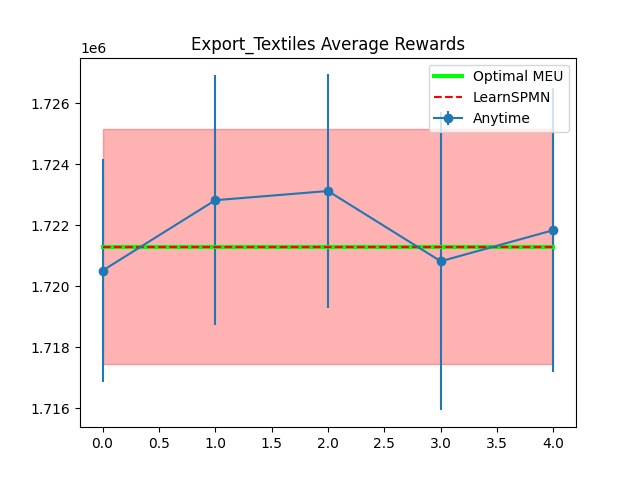 Export_Textiles Average Rewards
1e6
Optimal MEU
LearnSPMN
Anytime
1.726
1.724
1.722
1.720
1.718
1.716
0.0 0.5 1.0 1.5 2.0 2.5 3.0 3.5 4.0